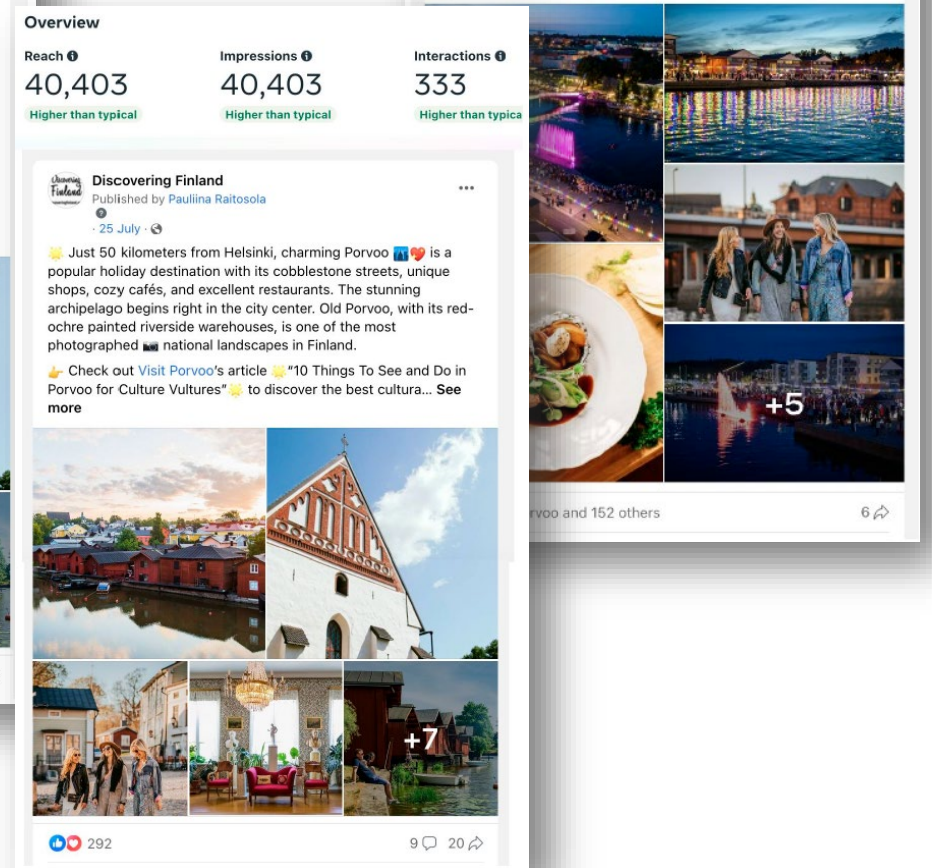 Overview
Reach Impressions Interactions
40,403 40,403 333
Higher than typical Higher than typical Higher than typica
Discovering
Finland
Discovering Finland
Published by Pauliina Raitosola
· 25 July ·
🌟 Just 50 kilometers from Helsinki, charming Porvoo 🏰❤️ is a
popular holiday destination with its cobblestone streets, unique
shops, cozy cafés, and excellent restaurants. The stunning
archipelago begins right in the city center. Old Porvoo, with its red-
ochre painted riverside warehouses, is one of the most
photographed 📷 national landscapes in Finland.
👉 Check out Visit Porvoo's article 🌟"10 Things To See and Do in
Porvoo for Culture Vultures"🌟 to discover the best cultura... See
more
+7
292 9 20
+5
rvoo and 152 others 6